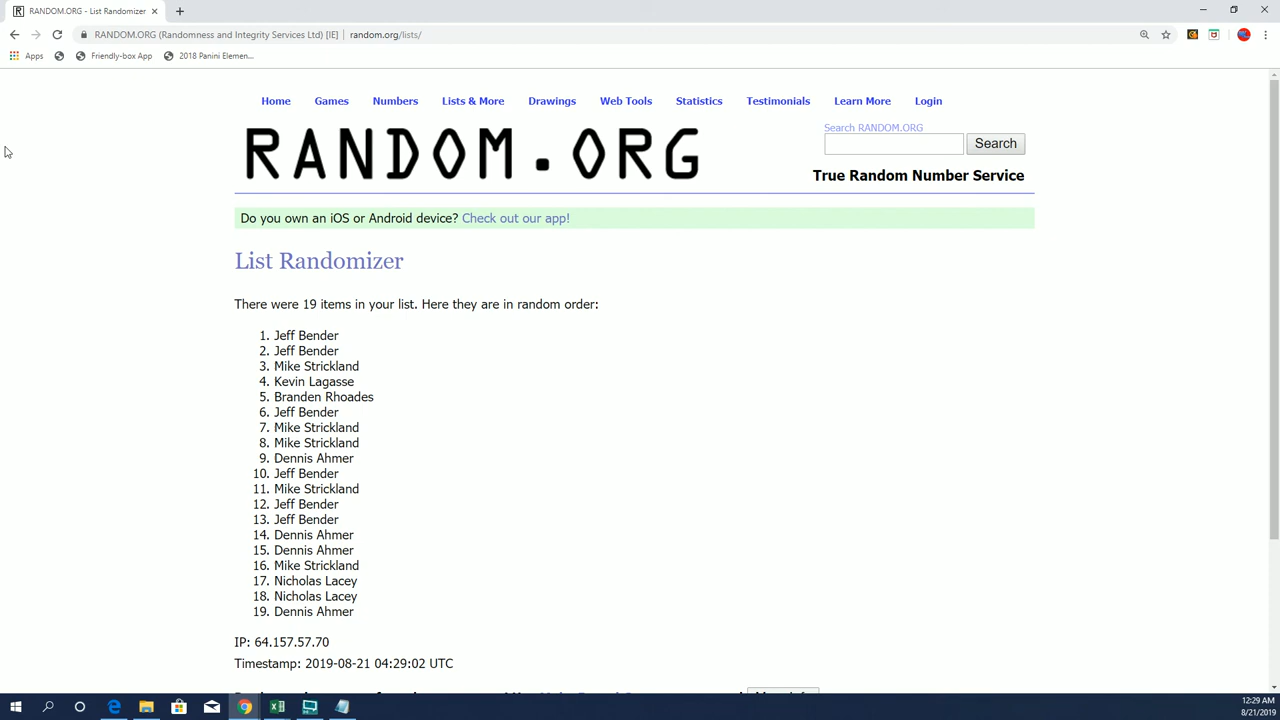 RANDOM.ORG - List Randomizer
RANDOM.ORG (Randomness and Integrity Services Ltd) [IE] | random.org/lists/
Apps Friendly-box App 2018 Panini Elemen...
Home Games Numbers Lists & More Drawings Web Tools Statistics Testimonials Learn More Login
RANDOM.ORG
Search RANDOM.ORG
Search
True Random Number Service
Do you own an iOS or Android device? Check out our app!
List Randomizer
There were 19 items in your list. Here they are in random order:
1. Jeff Bender
2. Jeff Bender
3. Mike Strickland
4. Kevin Lagasse
5. Branden Rhoades
6. Jeff Bender
7. Mike Strickland
8. Mike Strickland
9. Dennis Ahmer
10. Jeff Bender
11. Mike Strickland
12. Jeff Bender
13. Jeff Bender
14. Dennis Ahmer
15. Dennis Ahmer
16. Mike Strickland
17. Nicholas Lacey
18. Nicholas Lacey
19. Dennis Ahmer
IP: 64.157.57.70
Timestamp: 2019-08-21 04:29:02 UTC
12:29 AM
8/21/2019